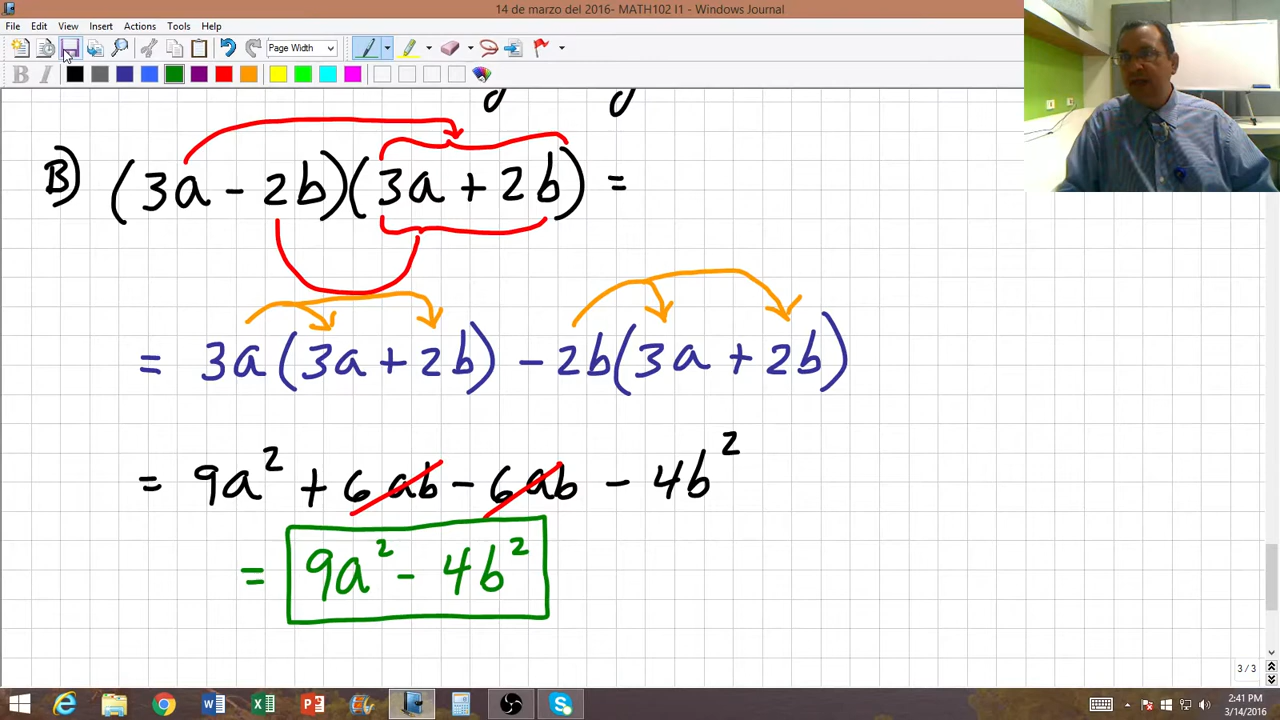 14 de marzo del 2016- MATH102 I1 - Windows Journal
File Edit View Insert Actions Tools Help
Page Width
B I
B) (3a - 2b)(3a + 2b) =
= 3a(3a + 2b) - 2b(3a + 2b)
= 9a² + 6ab - 6ab - 4b²
= 9a² - 4b²
3 / 3
2:41 PM
3/14/2016